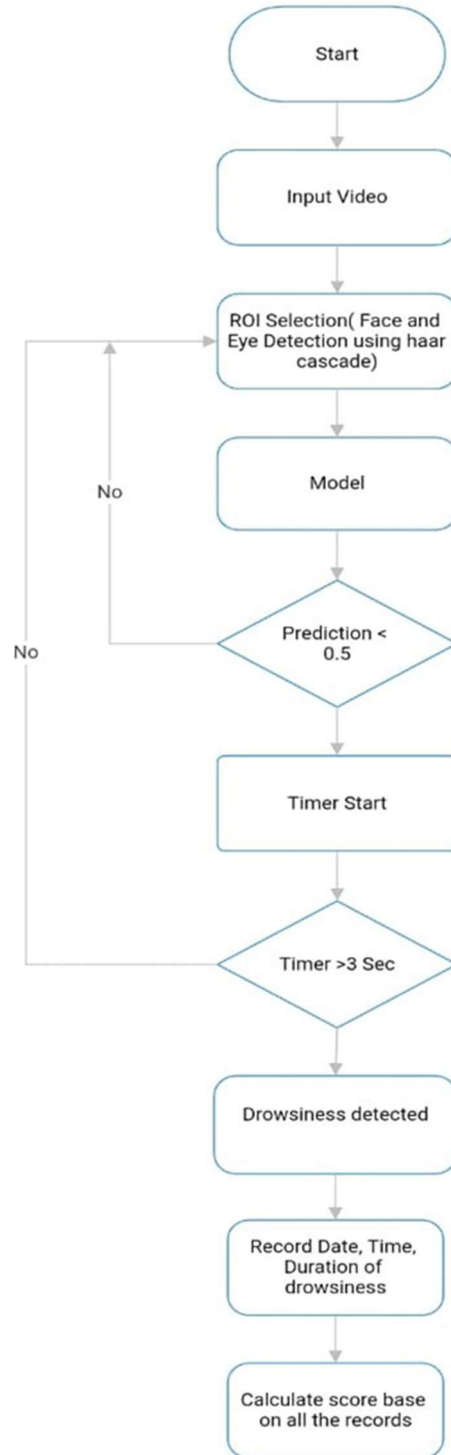 Start
Input Video
ROI Selection( Face and
Eye Detection using haar
cascade)
Model
No
Prediction <
0.5
No
Timer Start
Timer >3 Sec
Drowsiness detected
Record Date, Time,
Duration of
drowsiness
Calculate score base
on all the records